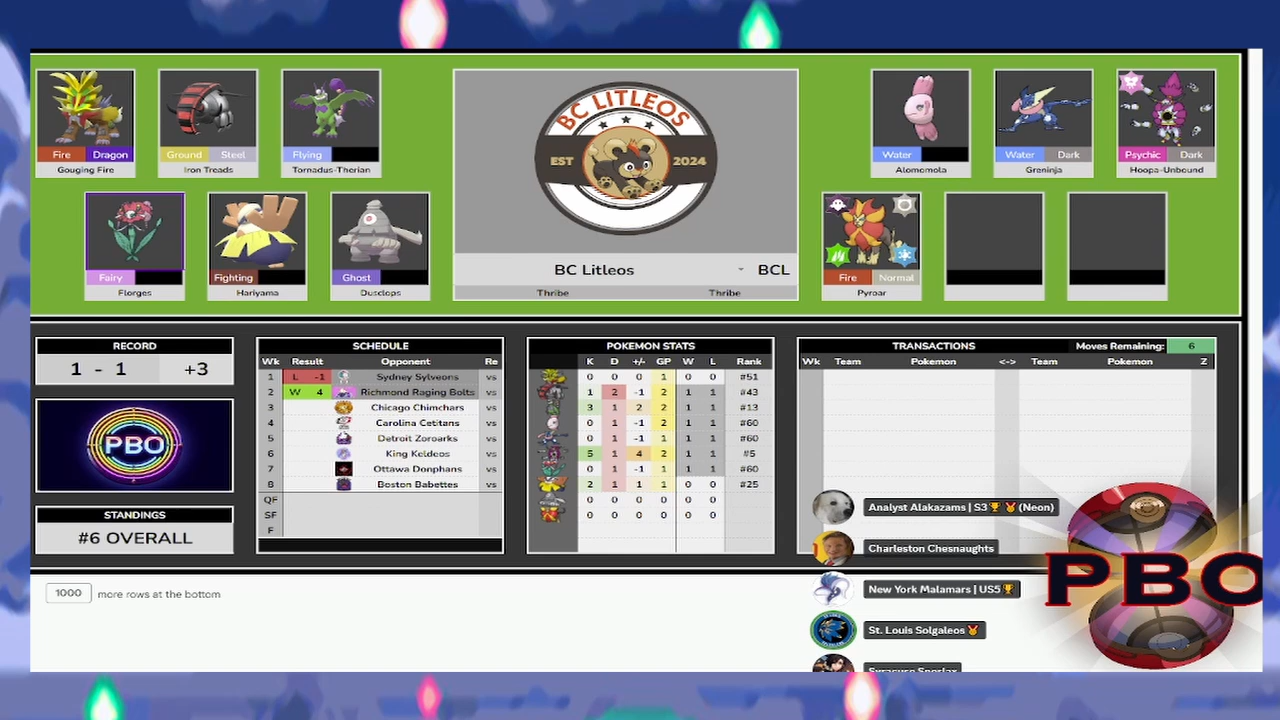 Fire Dragon
Gouging Fire
Ground Steel
Iron Treads
Flying
Tornadus-Therian
Fairy
Florges
Fighting
Hariyama
Ghost
Dusclops
BC LITLEOS
EST 2024
BC Litleos BCL
Thribe Thribe
Water
Alomomola
Water Dark
Greninja
Psychic Dark
Hoopa-Unbound
Fire Normal
Pyroar
RECORD
1 - 1 +3
PBO
STANDINGS
#6 OVERALL
SCHEDULE
Wk Result Opponent Re
1 L -1 Sydney Sylveons vs
2 W 4 Richmond Raging Bolts vs
3 Chicago Chimchars vs
4 Carolina Cetitans vs
5 Detroit Zoroarks vs
6 King Keldeos vs
7 Ottawa Donphans vs
8 Boston Babettes vs
QF
SF
F
POKEMON STATS
K D +/- GP W L Rank
0 0 0 1 0 0 #51
1 2 -1 2 1 1 #43
3 1 2 2 1 1 #13
0 1 -1 2 1 1 #60
0 1 -1 1 1 1 #60
5 1 4 2 1 1 #5
0 1 -1 1 1 1 #60
2 1 1 1 0 0 #25
0 0 0 0 0 0
0 0 0 0 0 0
TRANSACTIONS Moves Remaining: 6
Wk Team Pokemon <-> Team Pokemon Z
Analyst Alakazams | S3🏆🥇(Neon)
Charleston Chesnaughts
New York Malamars | US5🏆
St. Louis Solgaleos🥇
Syracuse Snorlax
PBO
1000 more rows at the bottom